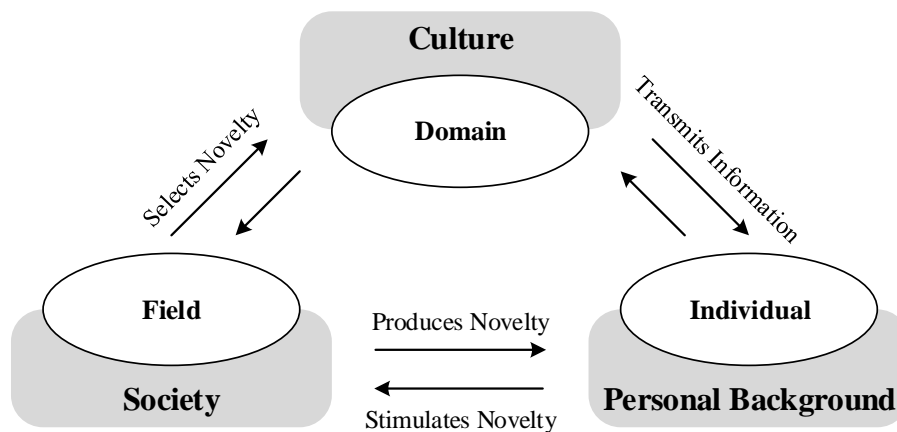 Culture
Domain
Selects Novelty
Transmits Information
Field
Society
Produces Novelty
Stimulates Novelty
Individual
Personal Background